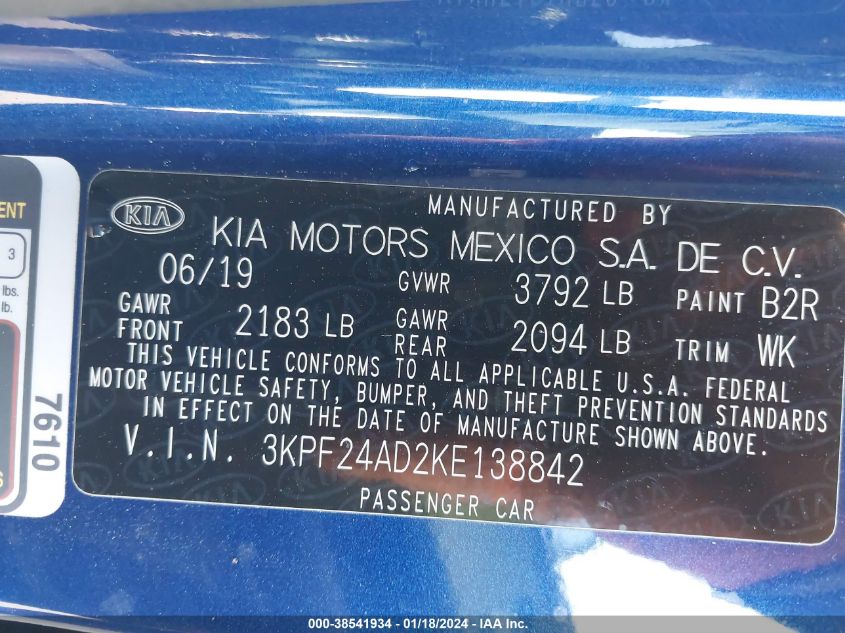 MANUFACTURED BY
KIA KIA MOTORS MEXICO S.A. DE C.V.
06/19 GVWR 3792 LB PAINT B2R
GAWR FRONT 2183 LB GAWR REAR 2094 LB TRIM WK
THIS VEHICLE CONFORMS TO ALL APPLICABLE U.S.A. FEDERAL
MOTOR VEHICLE SAFETY, BUMPER, AND THEFT PREVENTION STANDARDS
IN EFFECT ON THE DATE OF MANUFACTURE SHOWN ABOVE.
V.I.N. 3KPF24AD2KE138842
PASSENGER CAR
ENT
3
lbs.
lb.
7610
S
000-38541934 - 01/18/2024 - IAA Inc.